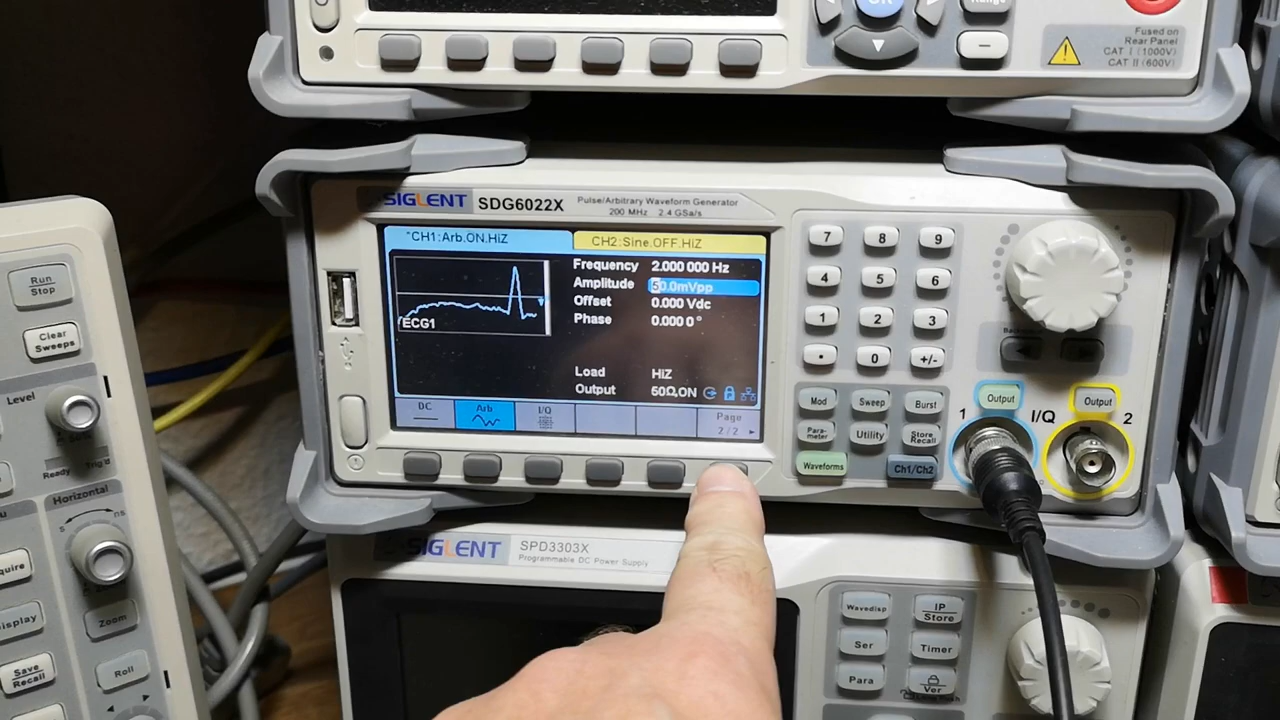 Range
Fused on
Rear Panel
CAT I (1000V)
CAT II (600V)
SIGLENT
SDG6022X
Pulse/Arbitrary Waveform Generator
200 MHz 2.4 GSa/s
*CH1:Arb,ON,HiZ
CH2:Sine,OFF,HiZ
Frequency 2.000 000 Hz
Amplitude 50.0mVpp
Offset 0.000 Vdc
Phase 0.000 0 °
ECG1
Load HiZ
Output 50Ω,ON
DC
Arb
I/Q
Page
2/2
7 8 9
4 5 6
1 2 3
. 0 +/-
Mod Sweep Burst
Para-
meter
Utility
Store
Recall
Waveforms
Ch1/Ch2
Output
Output
1 I/Q 2
Run
Stop
Clear
Sweeps
Level
Ready Trig'd
Horizontal
s ns
Zoom
Save
Recall
Roll
SIGLENT
SPD3303X
Programmable DC Power Supply
Wavedisp
IP
Store
Ser
Timer
Para
Ver